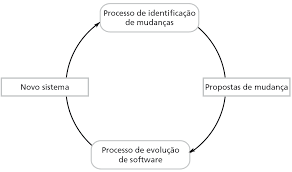 Processo de identificação
de mudanças
Novo sistema
Propostas de mudança
Processo de evolução
de software